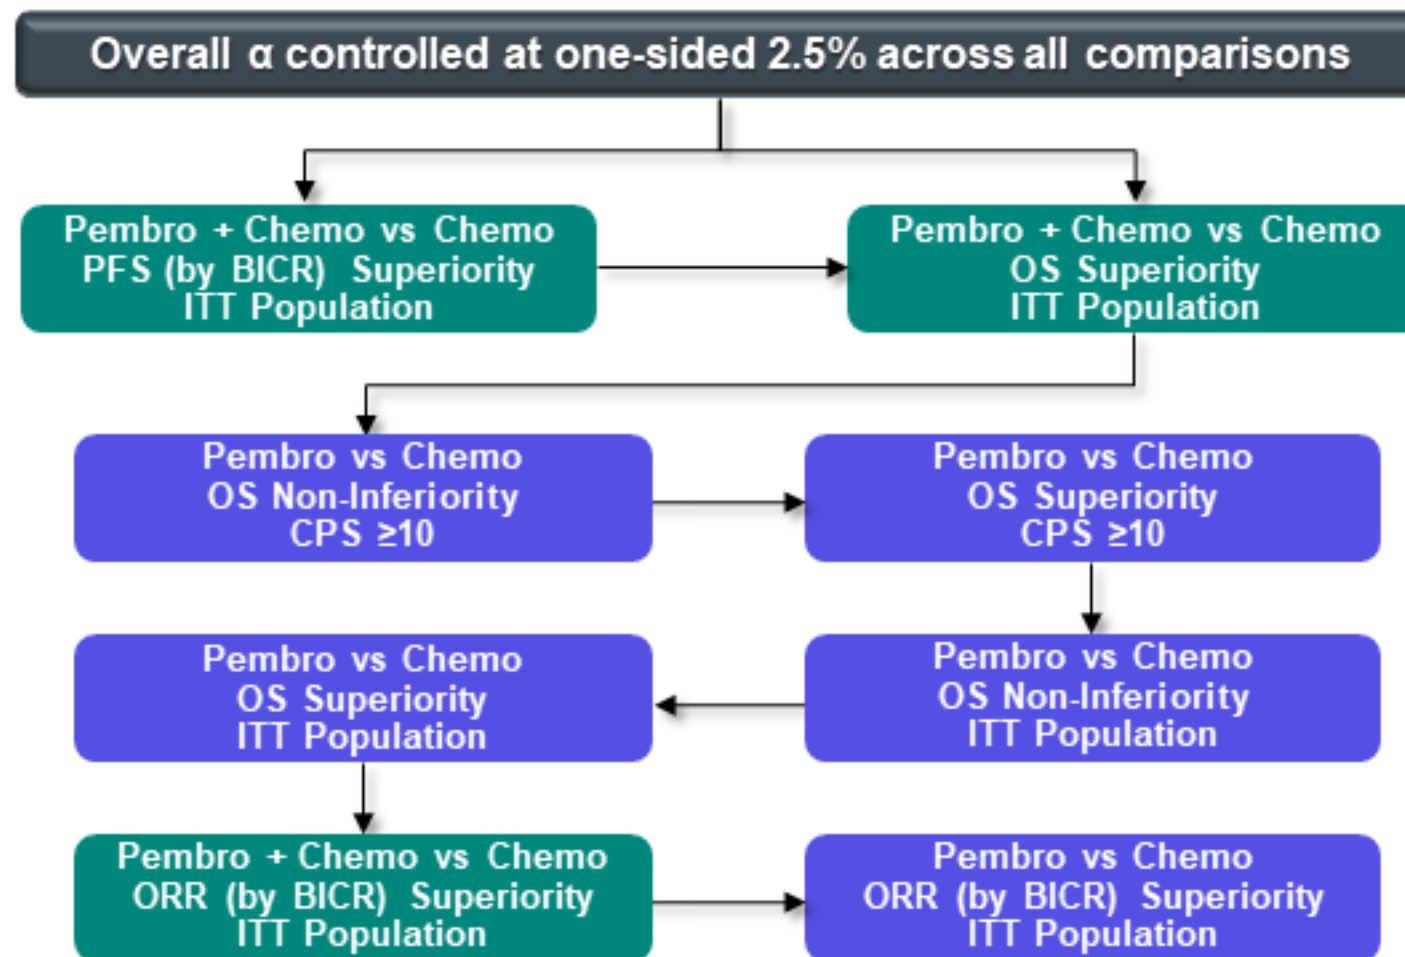 Overall α controlled at one-sided 2.5% across all comparisons
Pembro + Chemo vs Chemo
PFS (by BICR) Superiority
ITT Population
Pembro + Chemo vs Chemo
OS Superiority
ITT Population
Pembro vs Chemo
OS Non-Inferiority
CPS ≥10
Pembro vs Chemo
OS Superiority
CPS ≥10
Pembro vs Chemo
OS Superiority
ITT Population
Pembro vs Chemo
OS Non-Inferiority
ITT Population
Pembro + Chemo vs Chemo
ORR (by BICR) Superiority
ITT Population
Pembro vs Chemo
ORR (by BICR) Superiority
ITT Population